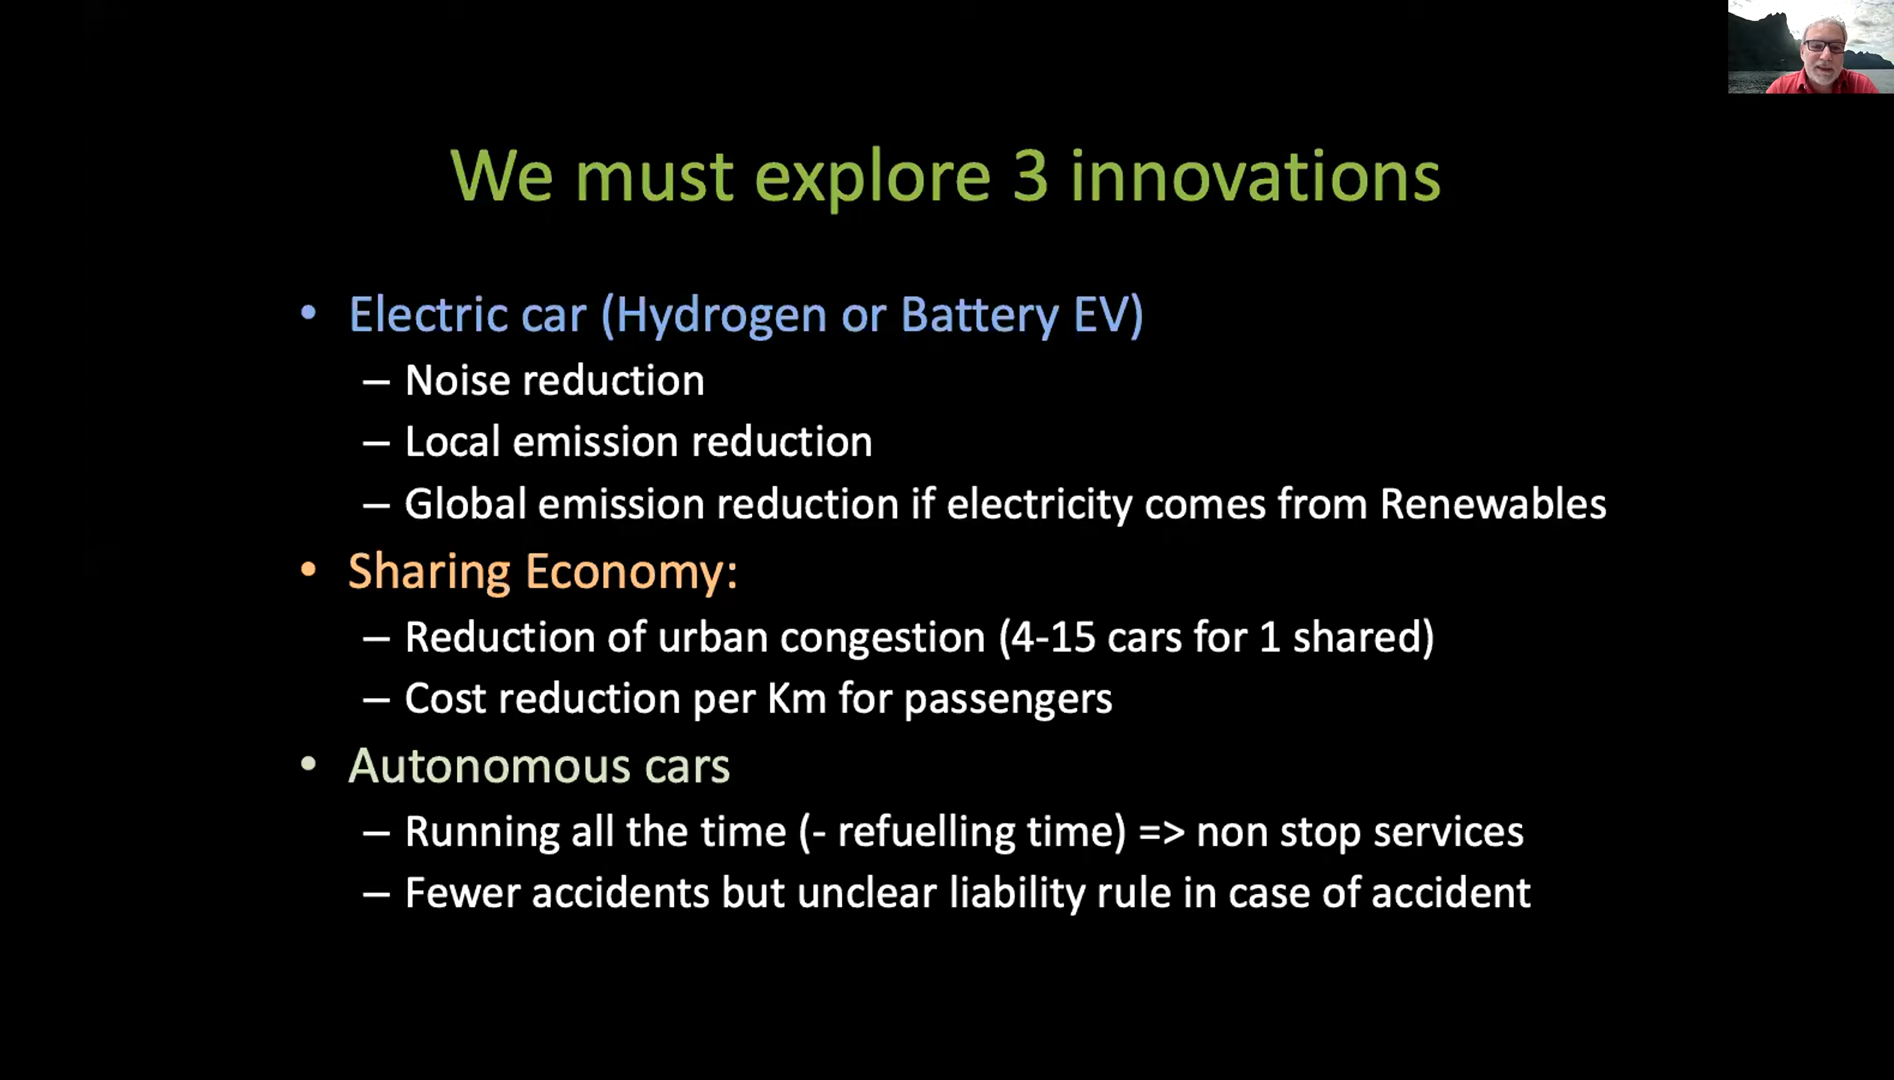 We must explore 3 innovations
• Electric car (Hydrogen or Battery EV)
– Noise reduction
– Local emission reduction
– Global emission reduction if electricity comes from Renewables
• Sharing Economy:
– Reduction of urban congestion (4-15 cars for 1 shared)
– Cost reduction per Km for passengers
• Autonomous cars
– Running all the time (- refuelling time) => non stop services
– Fewer accidents but unclear liability rule in case of accident